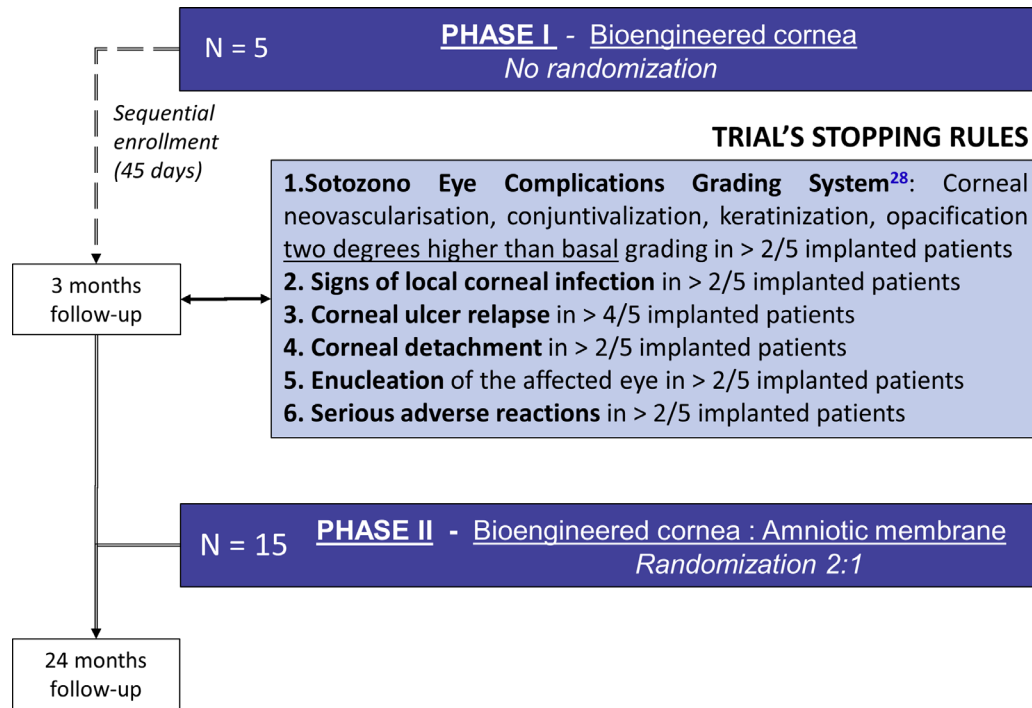 N = 5
PHASE I - Bioengineered cornea
No randomization
Sequential
enrollment
(45 days)
TRIAL'S STOPPING RULES
1.Sotozono Eye Complications Grading System28: Corneal
neovascularisation, conjuntivalization, keratinization, opacification
two degrees higher than basal grading in > 2/5 implanted patients
2. Signs of local corneal infection in > 2/5 implanted patients
3. Corneal ulcer relapse in > 4/5 implanted patients
4. Corneal detachment in > 2/5 implanted patients
5. Enucleation of the affected eye in > 2/5 implanted patients
6. Serious adverse reactions in > 2/5 implanted patients
3 months
follow-up
N = 15
PHASE II - Bioengineered cornea : Amniotic membrane
Randomization 2:1
24 months
follow-up